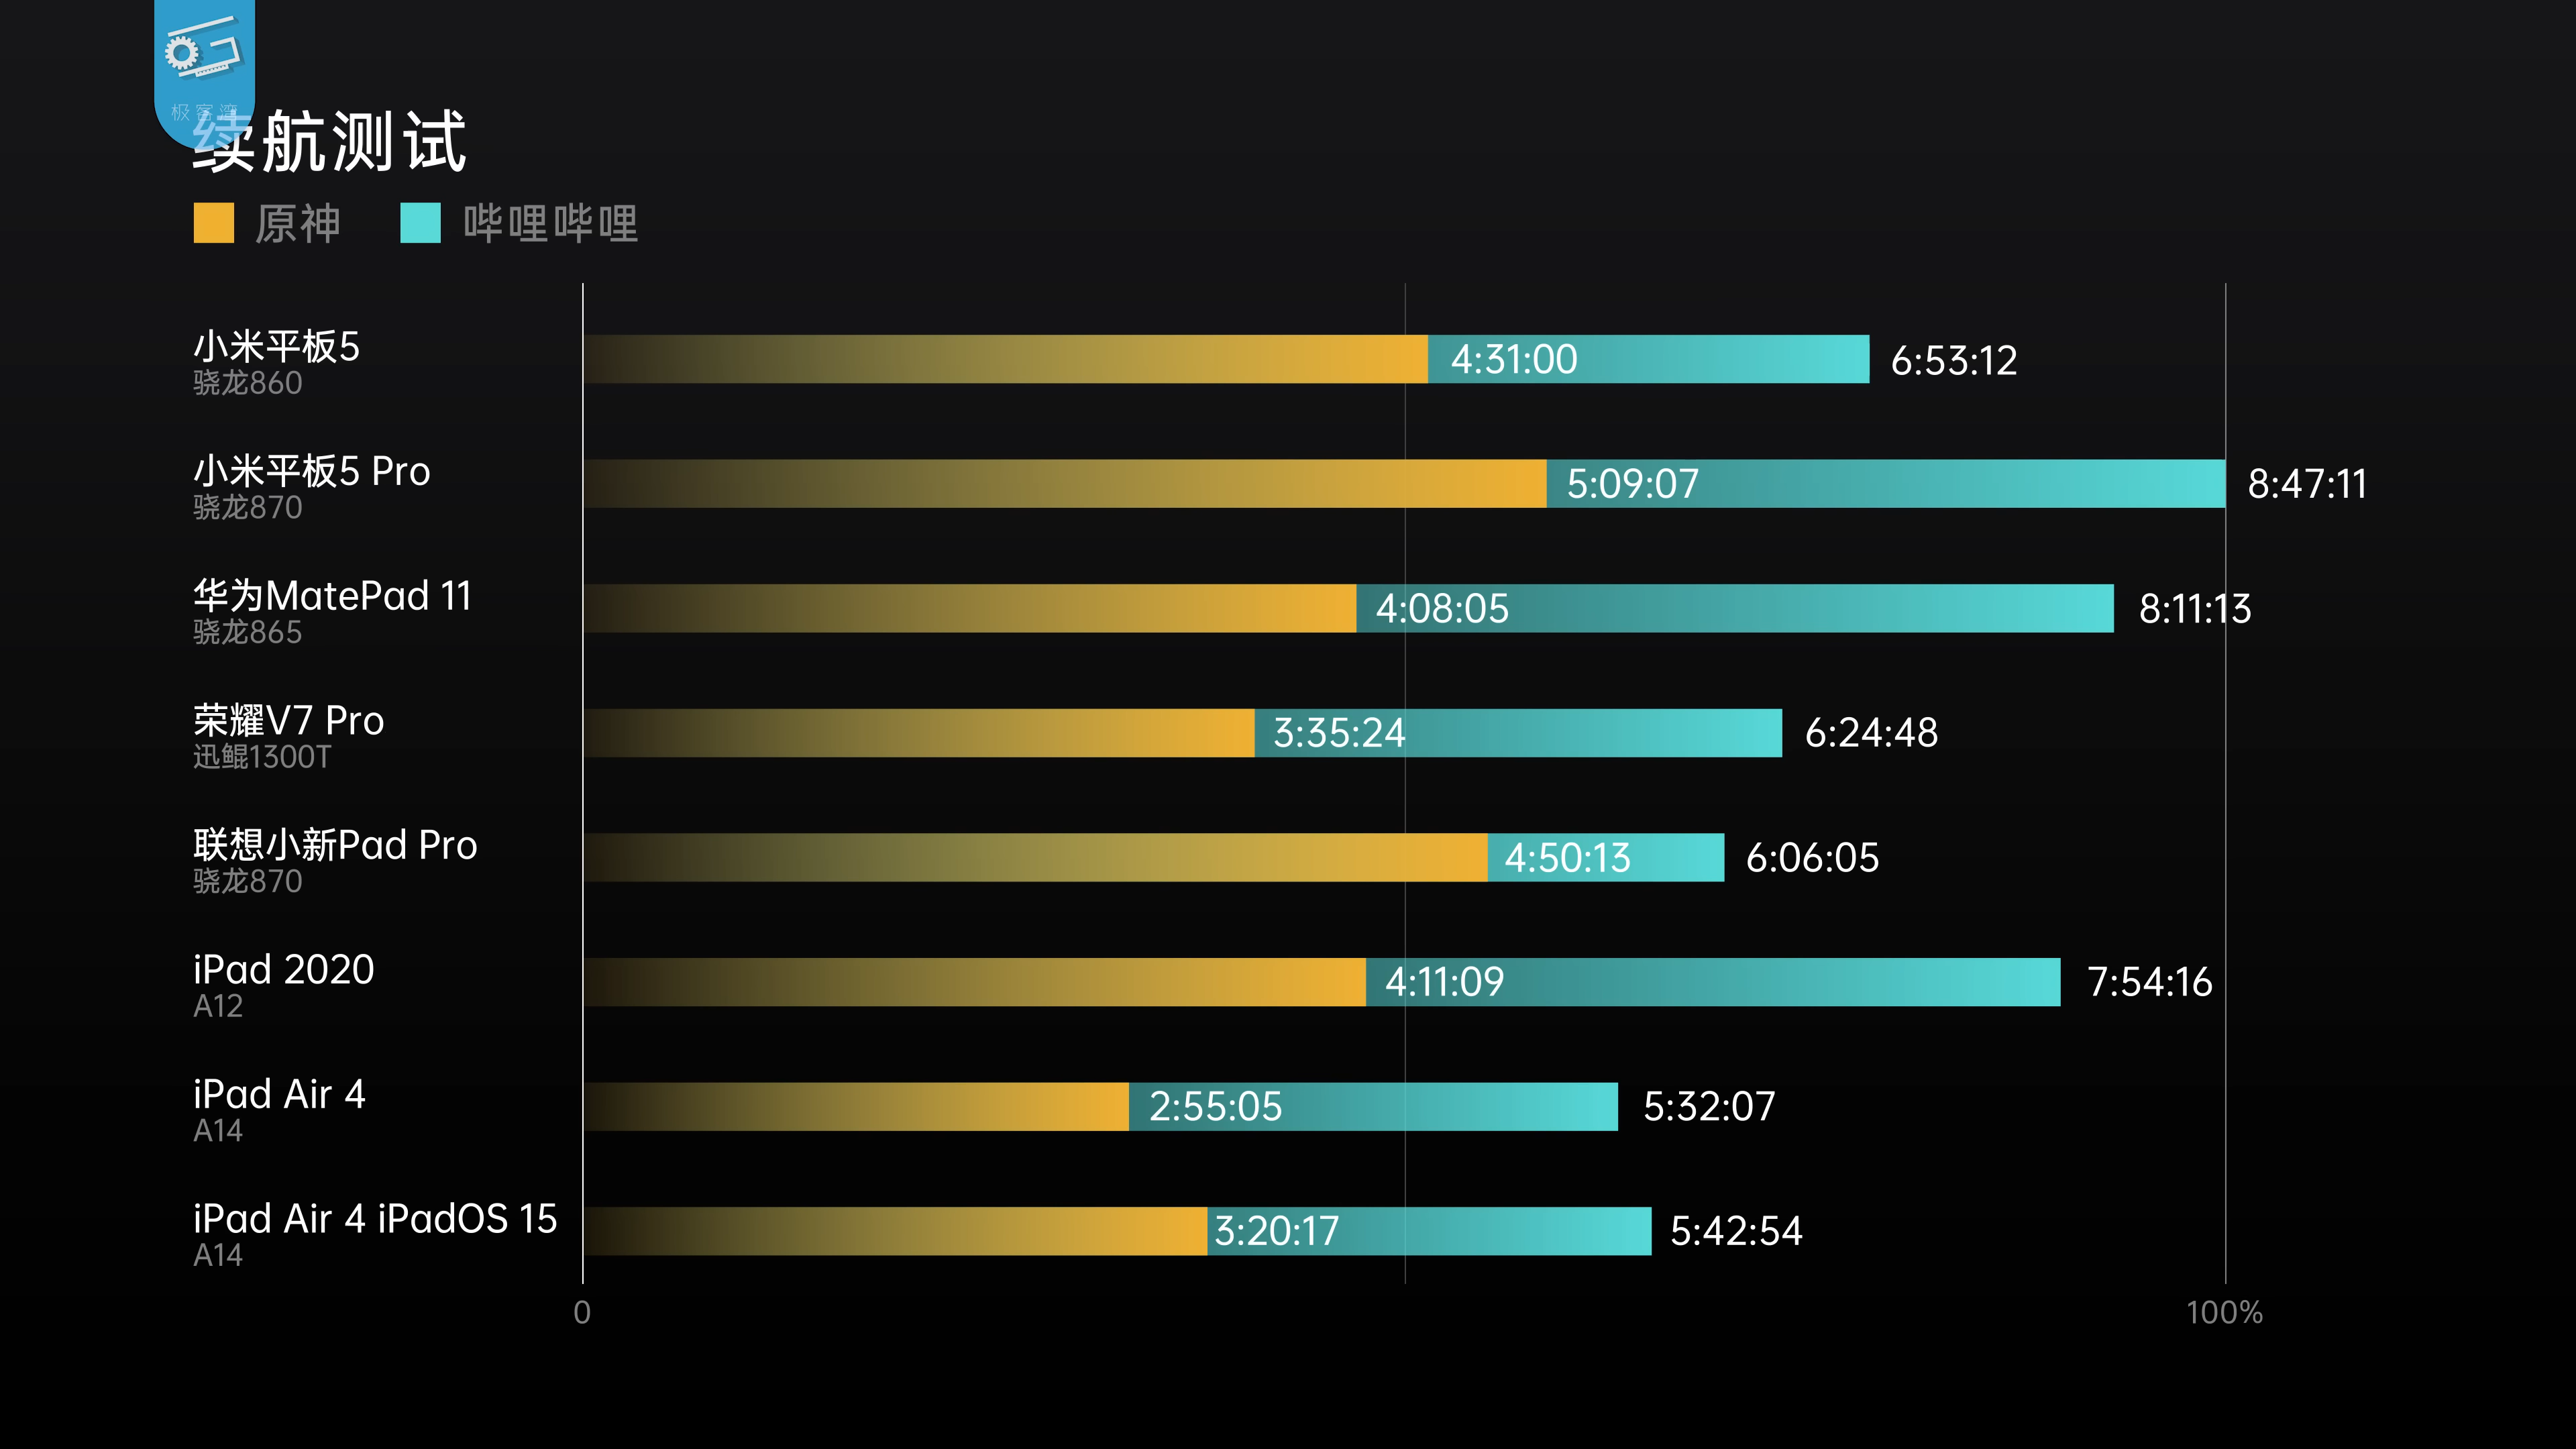 极客湾
续航测试
原神 哔哩哔哩
小米平板5
骁龙860
4:31:00 6:53:12
小米平板5 Pro
骁龙870
5:09:07 8:47:11
华为MatePad 11
骁龙865
4:08:05 8:11:13
荣耀V7 Pro
迅鲲1300T
3:35:24 6:24:48
联想小新Pad Pro
骁龙870
4:50:13 6:06:05
iPad 2020
A12
4:11:09 7:54:16
iPad Air 4
A14
2:55:05 5:32:07
iPad Air 4 iPadOS 15
A14
3:20:17 5:42:54
0 100%